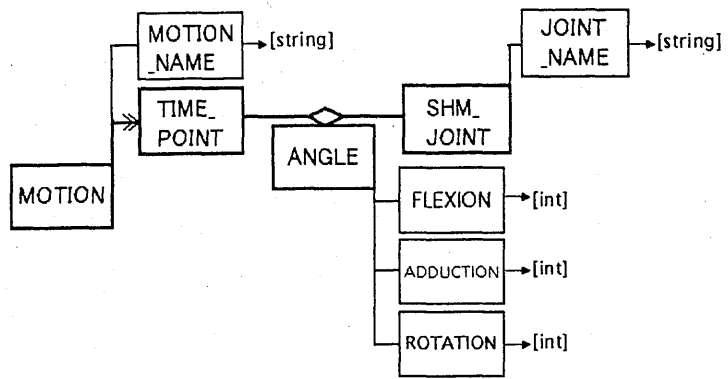 MOTION
_NAME
[string]
JOINT
_NAME
[string]
TIME_
POINT
SHM_
JOINT
ANGLE
MOTION
FLEXION
[int]
ADDUCTION
[int]
ROTATION
[int]